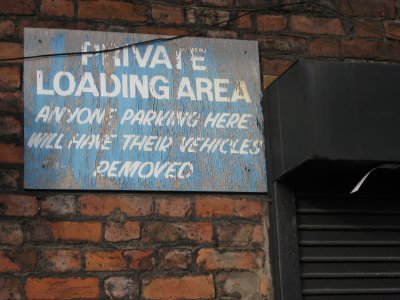 PRIVATE
LOADING AREA
ANYONE PARKING HERE
WILL HAVE THEIR VEHICLES
REMOVED